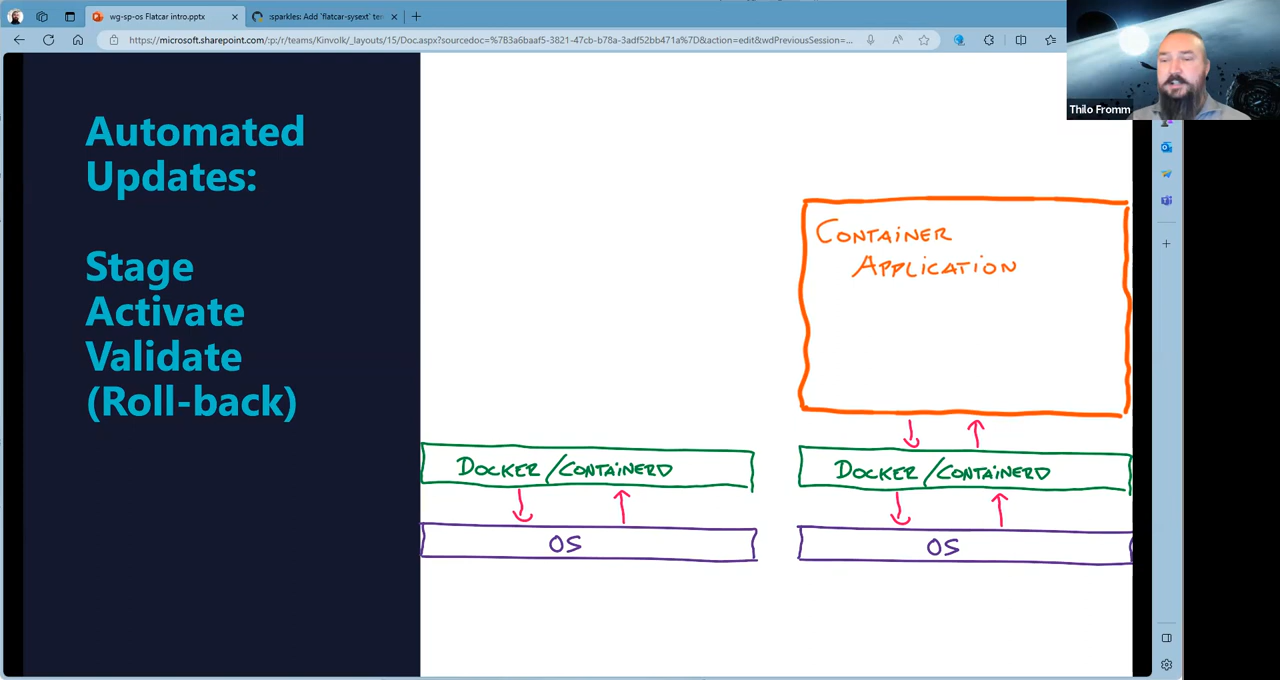 wg-sp-os Flatcar intro.pptx
:sparkles: Add `flatcar-sysext` te
https://microsoft.sharepoint.com/:p:/r/teams/Kinvolk/_layouts/15/Doc.aspx?sourcedoc=%7B3a6baaf5-3821-47cb-b78a-3adf52bb471a%7D&action=edit&wdPreviousSession=...
Thilo Fromm
Automated
Updates:
Stage
Activate
Validate
(Roll-back)
CONTAINER
APPLICATION
DOCKER/CONTAINERD
DOCKER/CONTAINERD
OS
OS